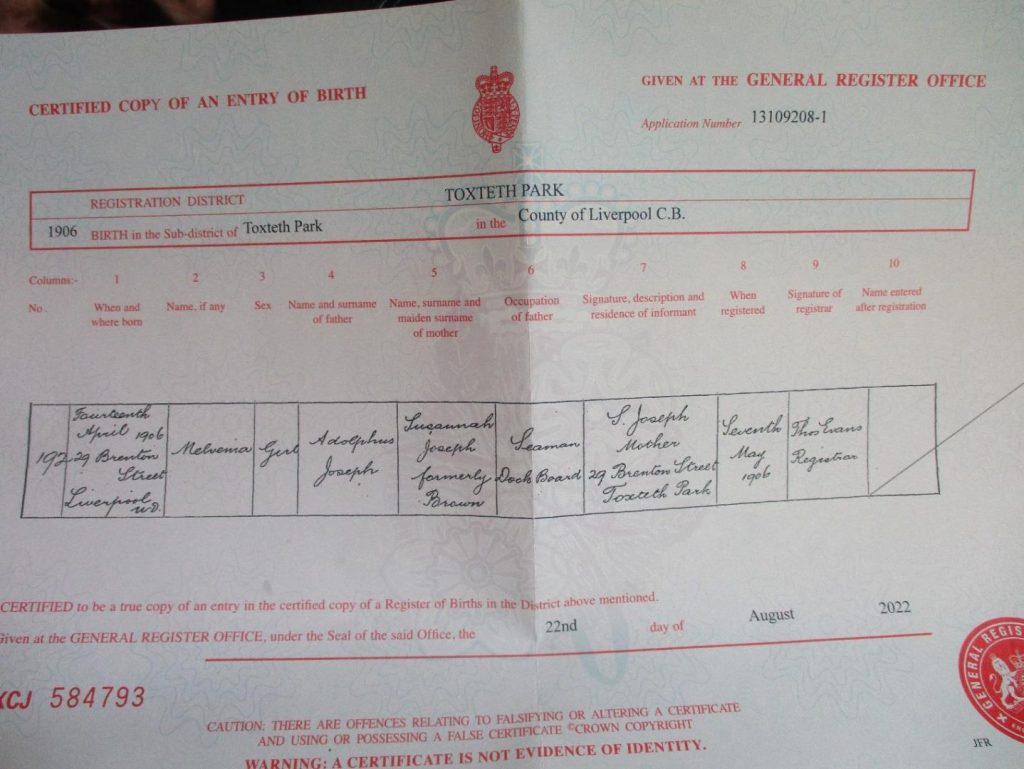 CERTIFIED COPY OF AN ENTRY OF BIRTH
GIVEN AT THE GENERAL REGISTER OFFICE
Application Number 13109208-1
REGISTRATION DISTRICT TOXTETH PARK
1906 BIRTH in the Sub-district of Toxteth Park in the County of Liverpool C.B.
Columns:- 1 2 3 4 5 6 7 8 9 10
No. When and where born
Name, if any
Sex
Name and surname of father
Name, surname and maiden surname of mother
Occupation of father
Signature, description and residence of informant
When registered
Signature of registrar
Name entered after registration
192
Fourteenth
April 1906
29 Brenton
Street
Liverpool
U.D.
Melvenia
Girl
Adolphus
Joseph
Susannah
Joseph
formerly
Brown
Seaman
Dock Board
S. Joseph
Mother
29 Brenton Street
Toxteth Park
Seventh
May
1906
Thos Evans
Registrar
CERTIFIED to be a true copy of an entry in the certified copy of a Register of Births in the District above mentioned.
Given at the GENERAL REGISTER OFFICE, under the Seal of the said Office, the 22nd day of August 2022
XCJ 584793
CAUTION: THERE ARE OFFENCES RELATING TO FALSIFYING OR ALTERING A CERTIFICATE
AND USING OR POSSESSING A FALSE CERTIFICATE ©CROWN COPYRIGHT
WARNING: A CERTIFICATE IS NOT EVIDENCE OF IDENTITY.
GENERAL REGIS
JFR